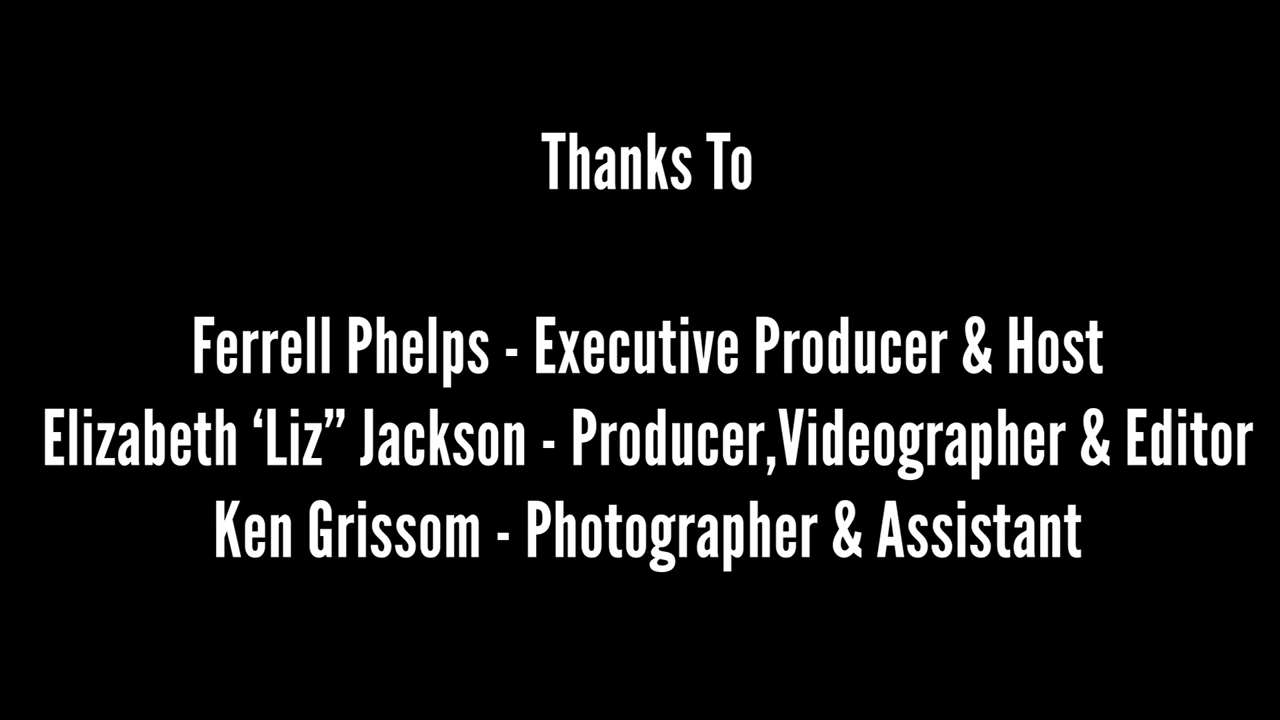 Thanks To
Ferrell Phelps - Executive Producer & Host
Elizabeth ‘Liz” Jackson - Producer,Videographer & Editor
Ken Grissom - Photographer & Assistant